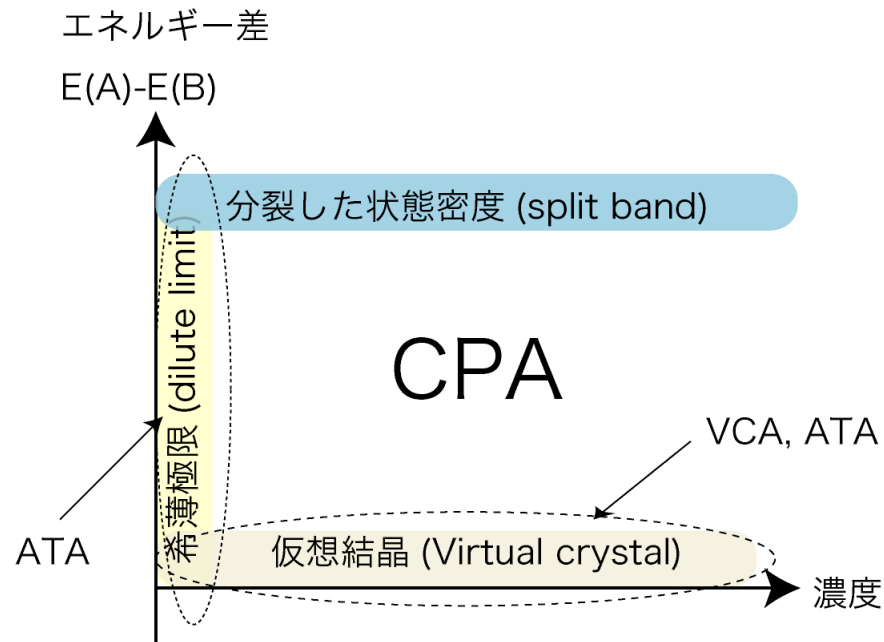 エネルギー差
E(A)-E(B)
分裂した状態密度 (split band)
希薄極限 (dilute limit)
CPA
VCA, ATA
ATA
仮想結晶 (Virtual crystal)
濃度